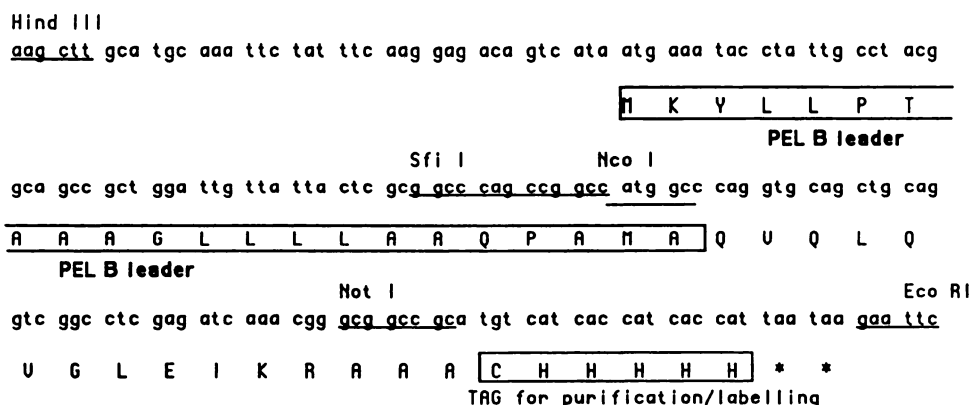 Hind III
aag ctt gca tgc aaa ttc tat ttc aag gag aca gtc ata atg aaa tac cta ttg cct acg
M K Y L L P T
PEL B leader
Sfi I Nco I
gca gcc gct gga ttg tta tta ctc gcg gcc cag ccg gcc atg gcc cag gtg cag ctg cag
A A A G L L L L A A Q P A M A Q V Q L Q
PEL B leader
Not I Eco RI
gtc ggc ctc gag atc aaa cgg gcg gcc gca tgt cat cac cat cac cat taa taa gaa ttc
V G L E I K R A A A C H H H H H * *
TAG for purification/labelling